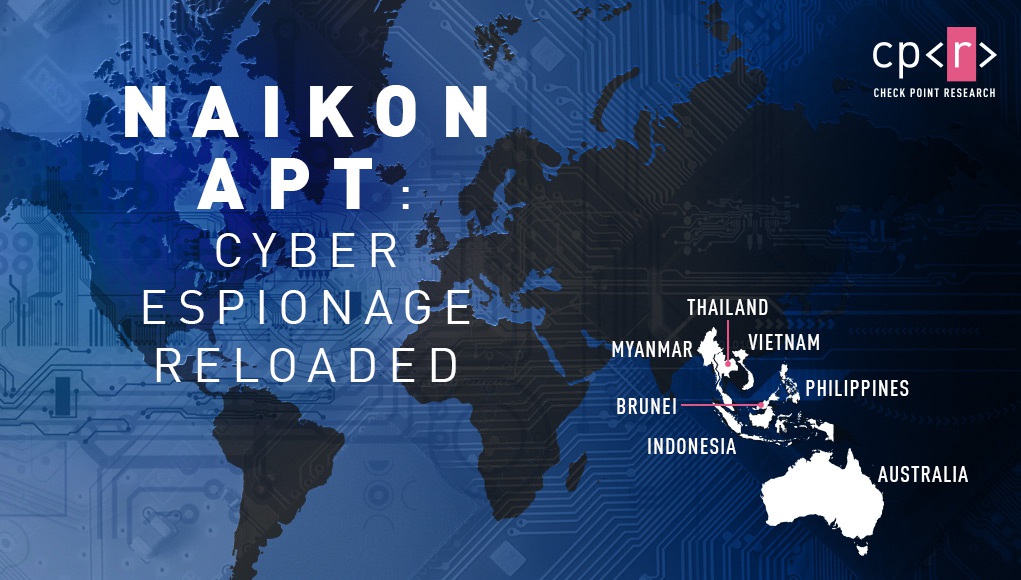 NAIKON
APT:
CYBER
ESPIONAGE
RELOADED
cp<r>
CHECK POINT RESEARCH
THAILAND
MYANMAR
VIETNAM
PHILIPPINES
BRUNEI
INDONESIA
AUSTRALIA